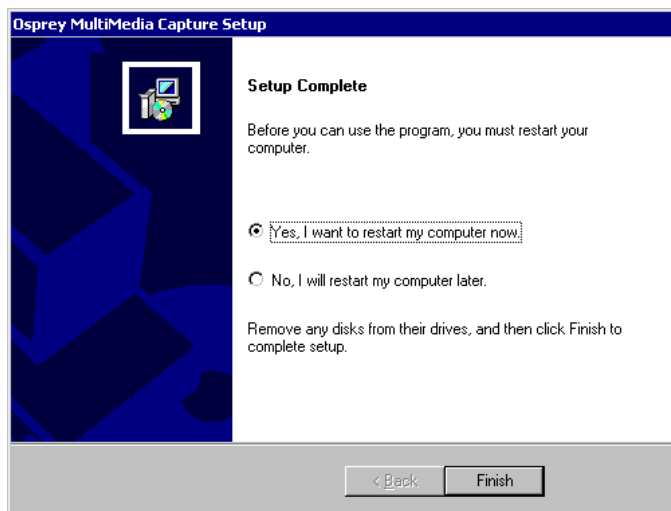 Osprey MultiMedia Capture Setup
Setup Complete
Before you can use the program, you must restart your
computer.
Yes, I want to restart my computer now.
No, I will restart my computer later.
Remove any disks from their drives, and then click Finish to
complete setup.
< Back
Finish